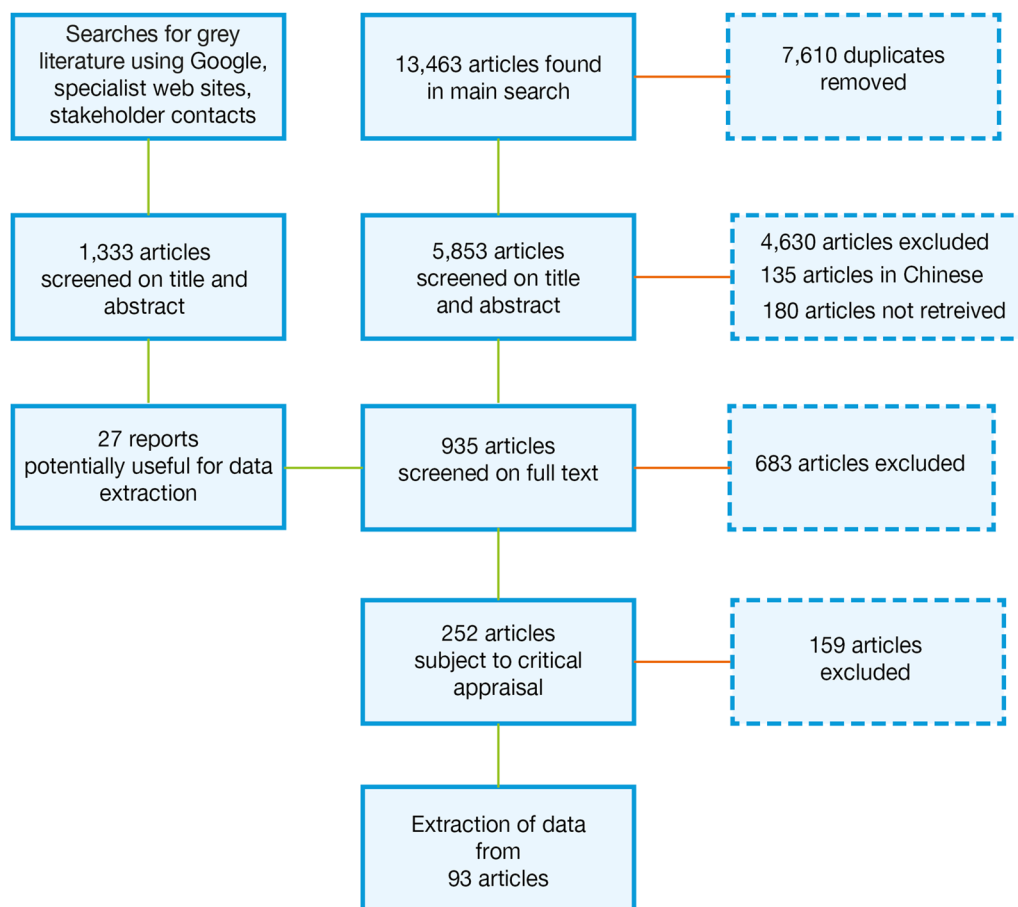 Searches for grey
literature using Google,
specialist web sites,
stakeholder contacts
13,463 articles found
in main search
7,610 duplicates
removed
1,333 articles
screened on title and
abstract
5,853 articles
screened on title
and abstract
4,630 articles excluded
135 articles in Chinese
180 articles not retreived
27 reports
potentially useful for data
extraction
935 articles
screened on full text
683 articles excluded
252 articles
subject to critical
appraisal
159 articles
excluded
Extraction of data
from
93 articles